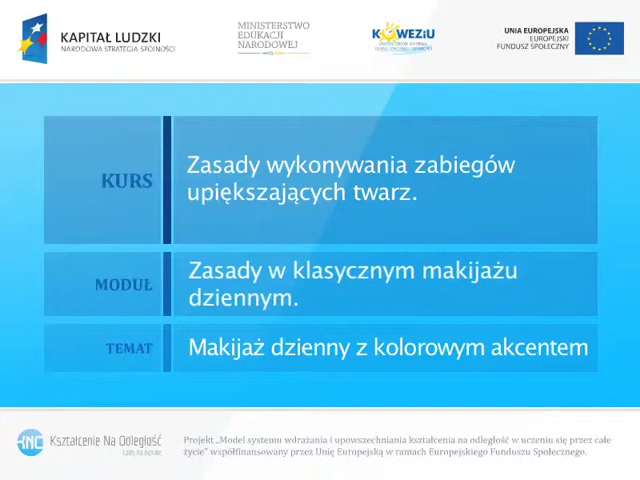 KAPITAŁ LUDZKI
NARODOWA STRATEGIA SPÓJNOŚCI
MINISTERSTWO
EDUKACJI
NARODOWEJ
KOWEZiU
UNIA EUROPEJSKA
EUROPEJSKI
FUNDUSZ SPOŁECZNY
KURS
Zasady wykonywania zabiegów
upiększających twarz.
MODUŁ
Zasady w klasycznym makijażu
dziennym.
TEMAT
Makijaż dzienny z kolorowym akcentem
KNO Kształcenie Na Odległość
Projekt „Model systemu wdrażania i upowszechniania kształcenia na odległość w uczeniu się przez całe
życie” współfinansowany przez Unię Europejską w ramach Europejskiego Funduszu Społecznego.